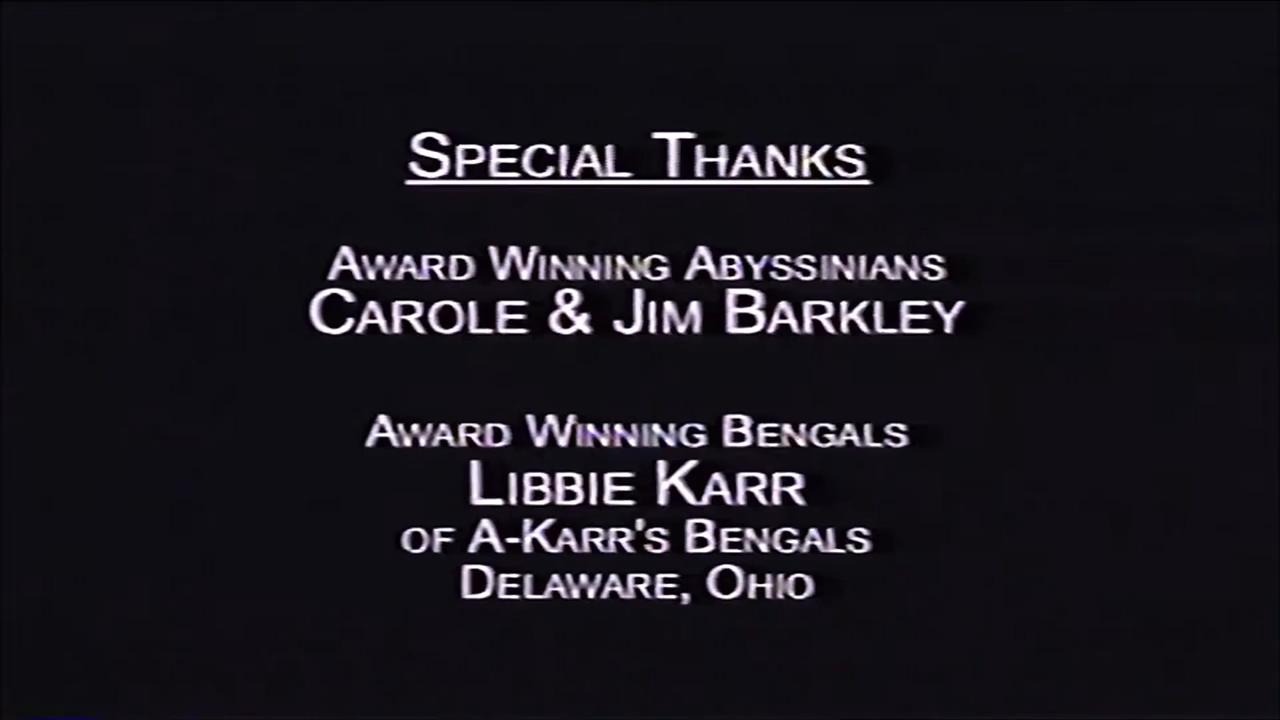 Special Thanks
Award Winning Abyssinians
Carole & Jim Barkley
Award Winning Bengals
Libbie Karr
of A-Karr's Bengals
Delaware, Ohio